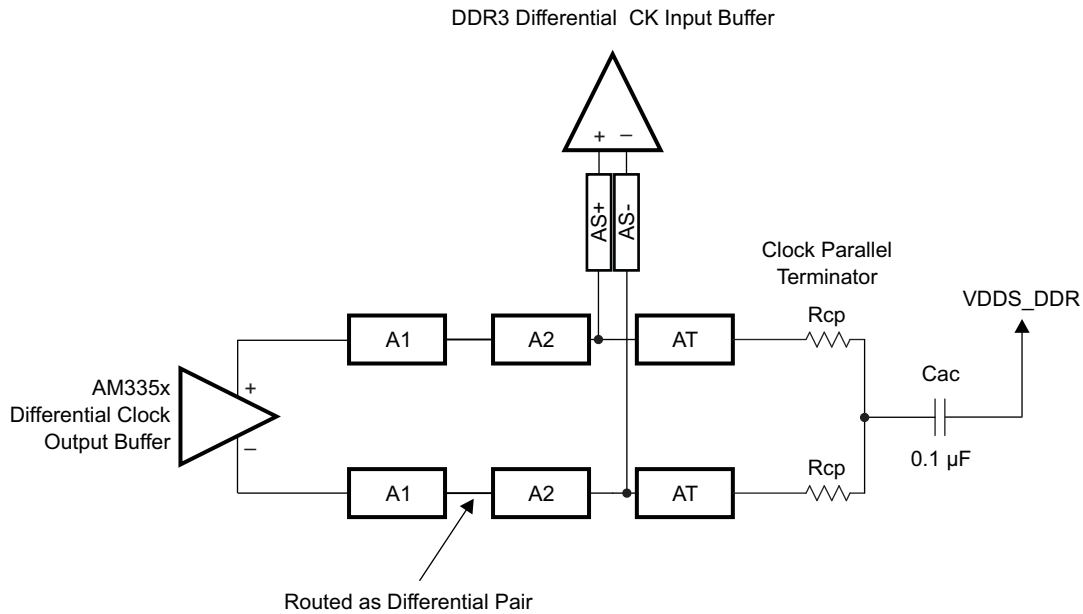 DDR3 Differential CK Input Buffer
+ −
AS+
AS-
Clock Parallel
Terminator
VDDS_DDR
Rcp
A1
A2
AT
AM335x
Differential Clock
Output Buffer
+
−
Cac
0.1 µF
Rcp
A1
A2
AT
Routed as Differential Pair